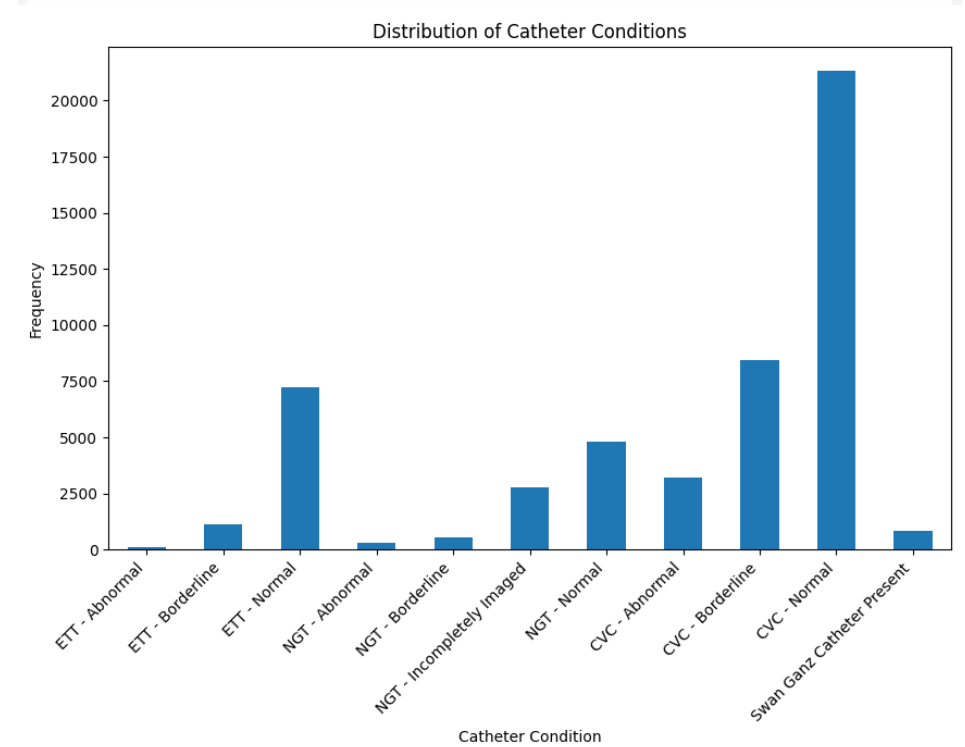 Distribution of Catheter Conditions
Frequency
20000
17500
15000
12500
10000
7500
5000
2500
0
ETT - Abnormal
ETT - Borderline
ETT - Normal
NGT - Abnormal
NGT - Borderline
NGT - Incompletely Imaged
NGT - Normal
CVC - Abnormal
CVC - Borderline
CVC - Normal
Swan Ganz Catheter Present
Catheter Condition